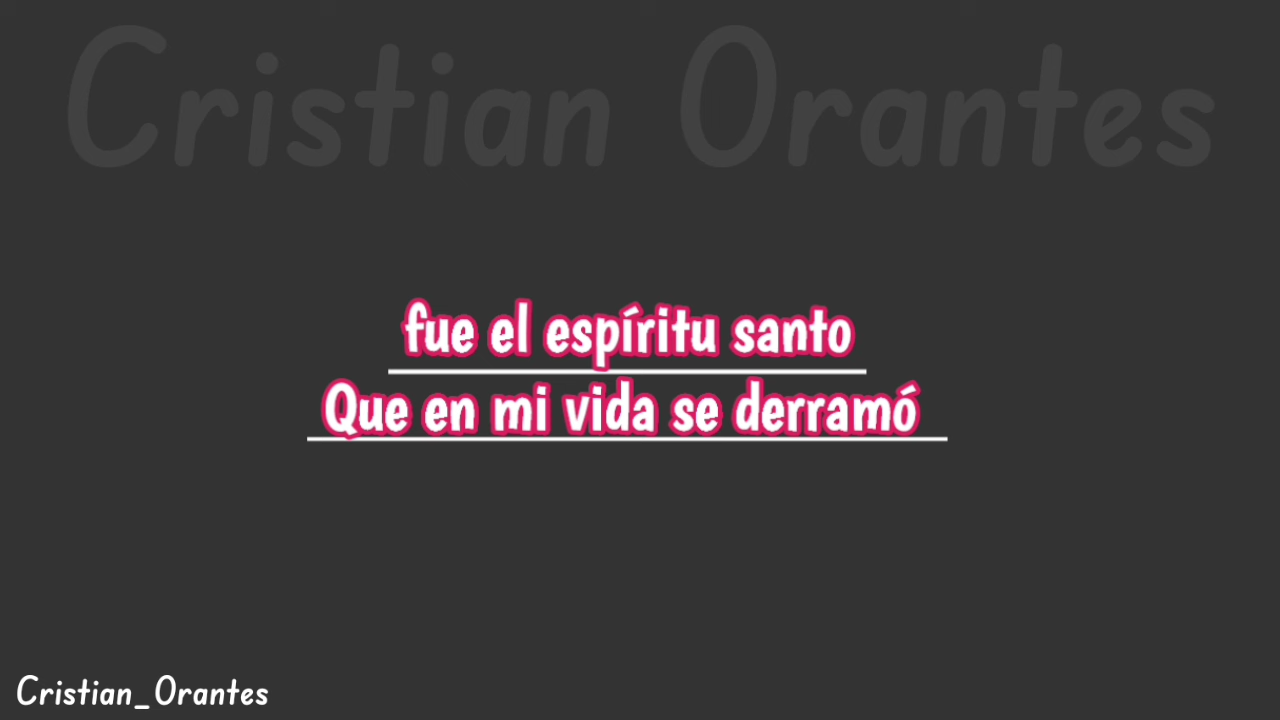 Cristian Orantes
fue el espíritu santo
Que en mi vida se derramó
Cristian_Orantes